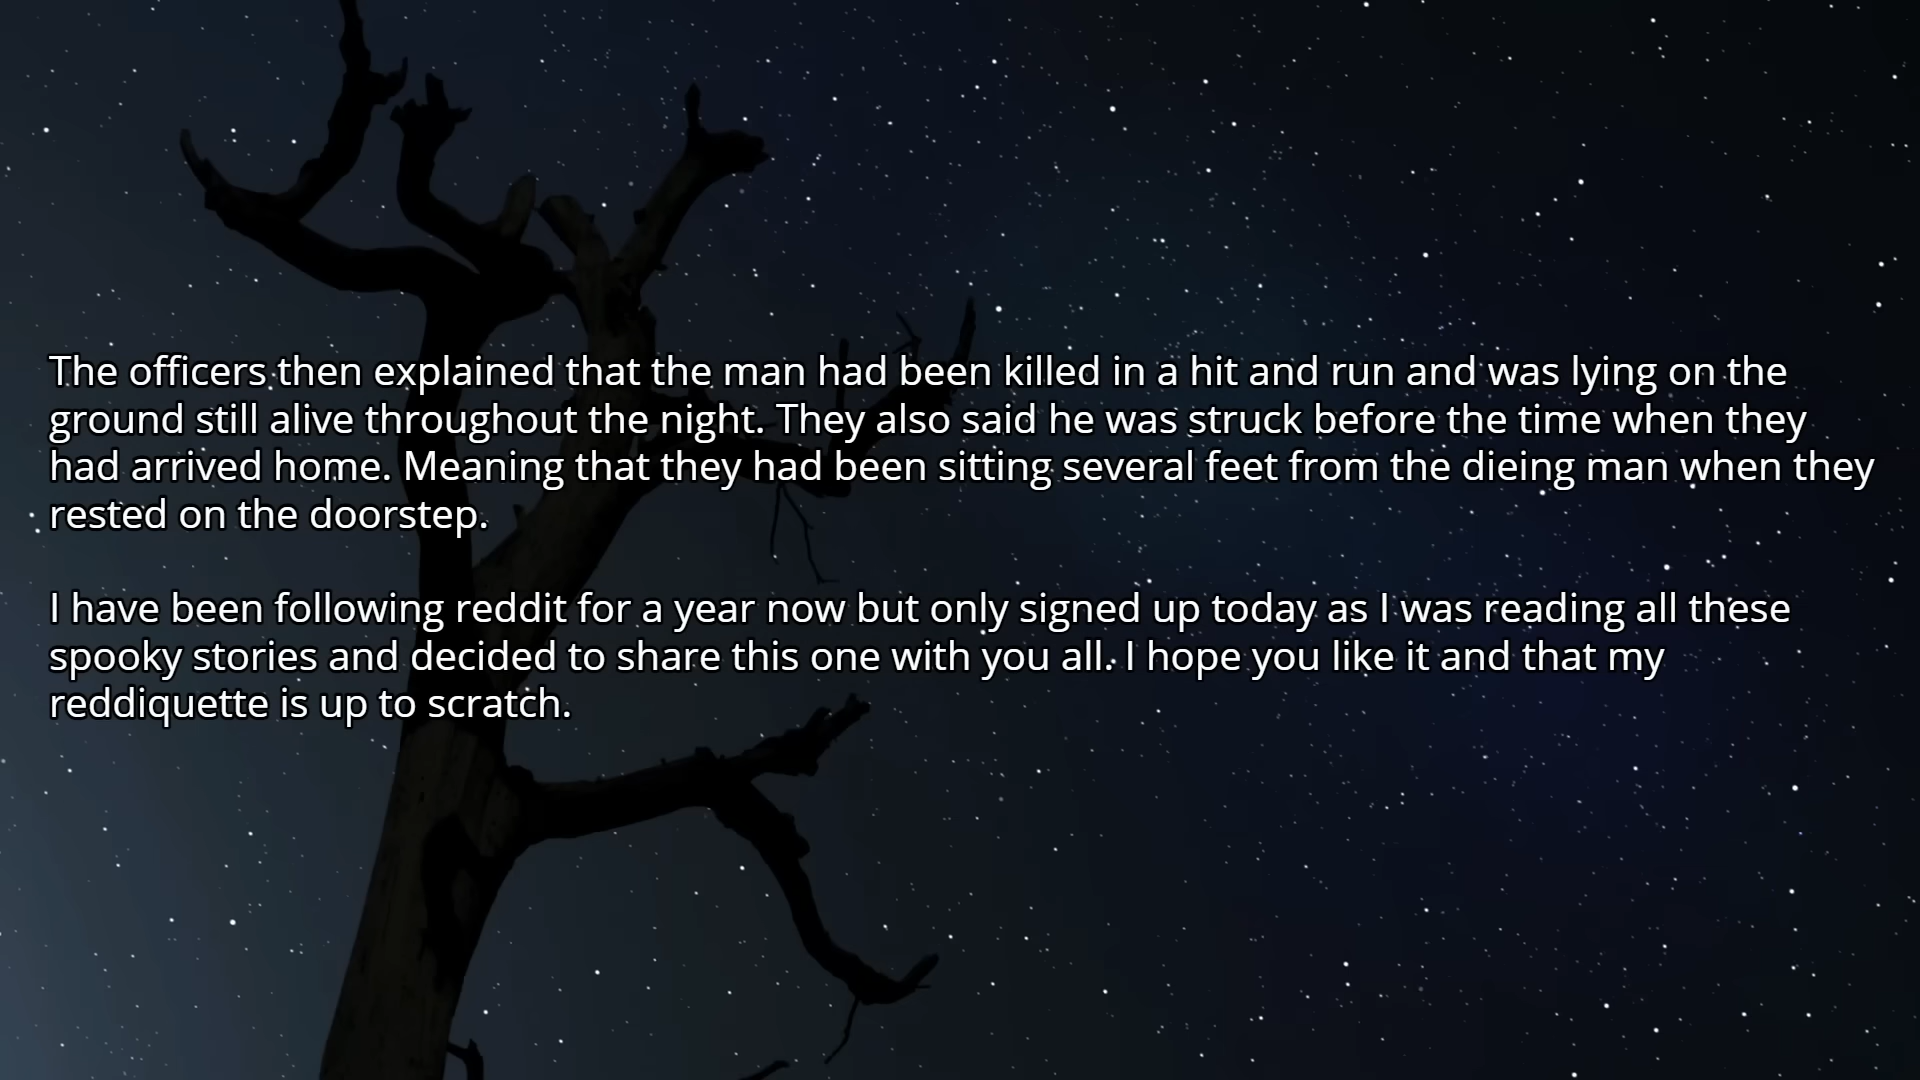 The officers then explained that the man had been killed in a hit and run and was lying on the
ground still alive throughout the night. They also said he was struck before the time when they
had arrived home. Meaning that they had been sitting several feet from the dieing man when they
rested on the doorstep.
I have been following reddit for a year now but only signed up today as I was reading all these
spooky stories and decided to share this one with you all. I hope you like it and that my
reddiquette is up to scratch.